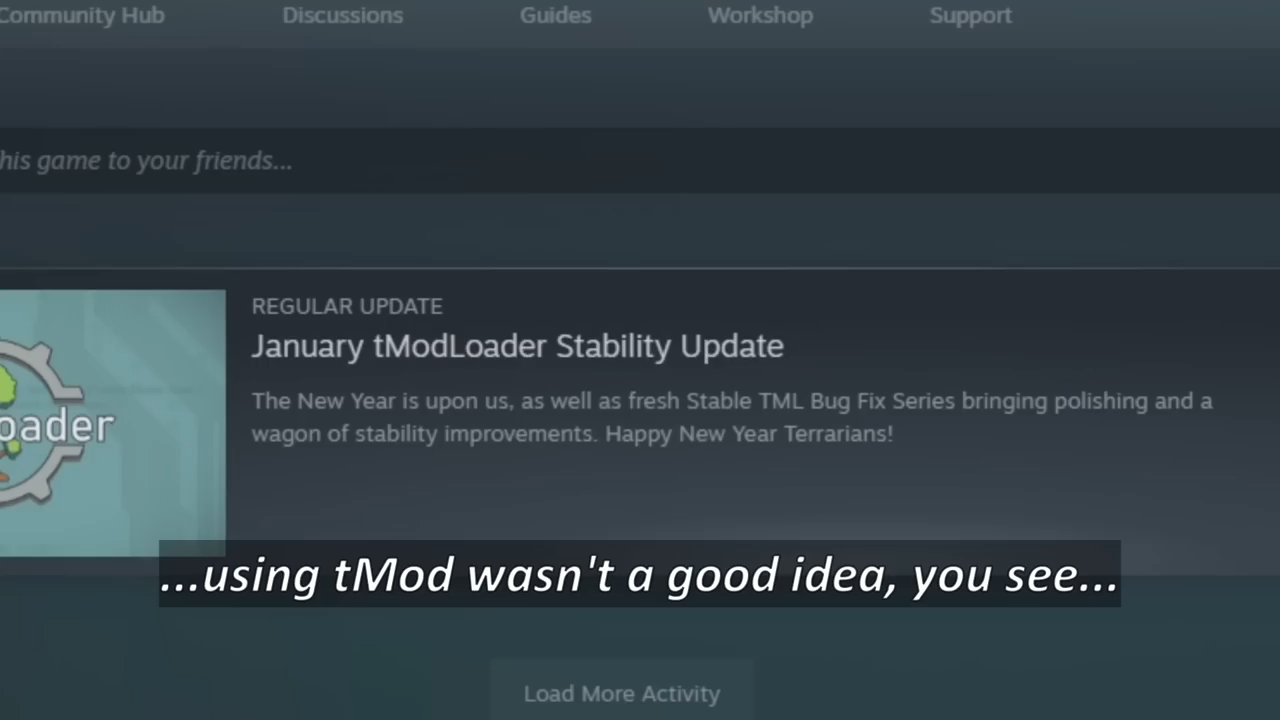 Community Hub Discussions Guides Workshop Support
his game to your friends...
REGULAR UPDATE
January tModLoader Stability Update
The New Year is upon us, as well as fresh Stable TML Bug Fix Series bringing polishing and a
wagon of stability improvements. Happy New Year Terrarians!
oader
...using tMod wasn't a good idea, you see...
Load More Activity